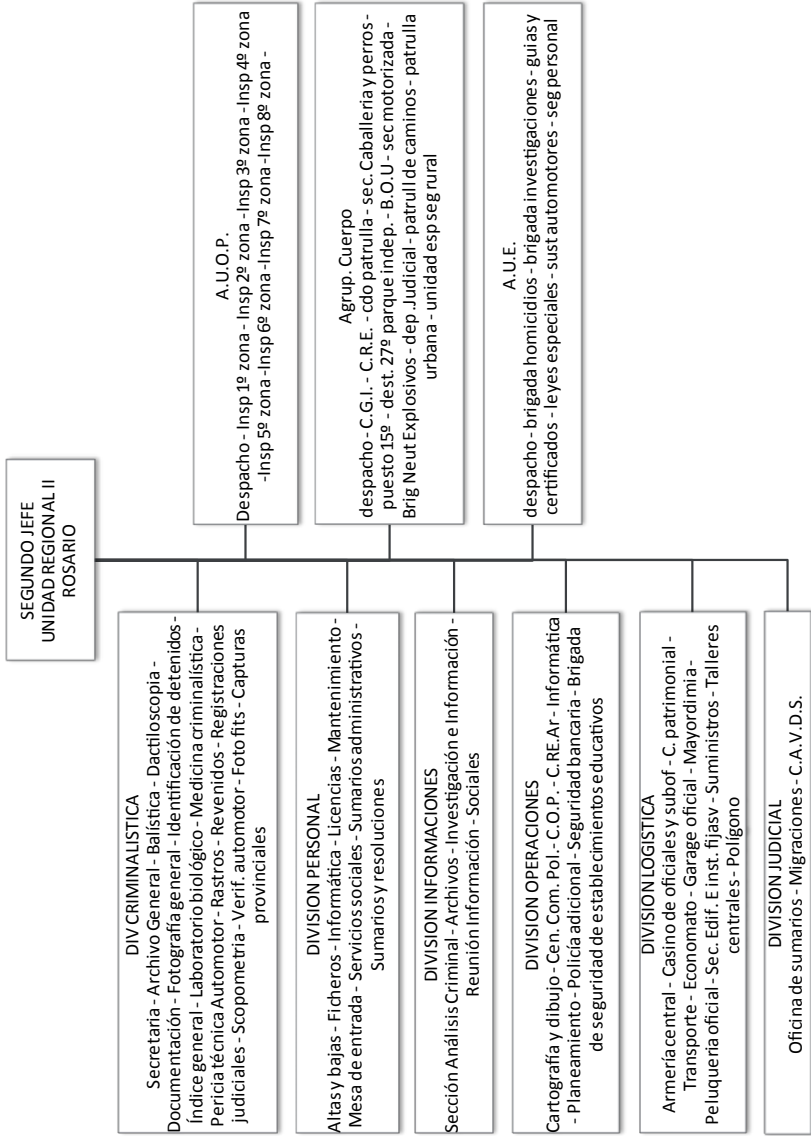 SEGUNDO JEFE
UNIDAD REGIONAL II
ROSARIO
DIV CRIMINALISTICA
Secretaria - Archivo General - Balística - Dactiloscopia -
Documentación - Fotografía general - Identificación de detenidos-
Índice general - Laboratorio biológico - Medicina criminalística -
Pericia técnica Automotor - Rastros - Revenidos - Registraciones
judiciales - Scopometria - Verif. automotor - Foto fits - Capturas
provinciales
DIVISION PERSONAL
Altas y bajas - Ficheros - Informática - Licencias - Mantenimiento -
Mesa de entrada - Servicios sociales - Sumarios administrativos -
Sumarios y resoluciones
DIVISION INFORMACIONES
Sección Análisis Criminal - Archivos - Investigación e Información -
Reunión Información - Sociales
DIVISION OPERACIONES
Cartografía y dibujo - Cen. Com. Pol.- C.O.P. - C.RE.Ar - Informática
- Planeamiento - Policía adicional - Seguridad bancaria - Brigada
de seguridad de establecimientos educativos
DIVISION LOGISTICA
Armería central - Casino de oficiales y subof - C. patrimonial -
Transporte - Economato - Garage oficial - Mayordimia -
Peluqueria oficial - Sec. Edif. E inst. fijasv - Suministros - Talleres
centrales - Polígono
DIVISION JUDICIAL
Oficina de sumarios - Migraciones - C.A.V.D.S.
A.U.O.P.
Despacho - Insp 1º zona - Insp 2º zona -Insp 3º zona -Insp 4º zona
-Insp 5º zona -Insp 6º zona -Insp 7º zona -Insp 8º zona -
Agrup. Cuerpo
despacho - C.G.I. - C.R.E. - cdo patrulla - sec. Caballeria y perros -
puesto 15º - dest. 27º parque indep. - B.O.U - sec motorizada -
Brig Neut Explosivos - dep. Judicial - patrull de caminos - patrulla
urbana - unidad esp seg rural
A.U.E.
despacho - brigada homicidios - brigada investigaciones - guias y
certificados - leyes especiales - sust automotores - seg personal